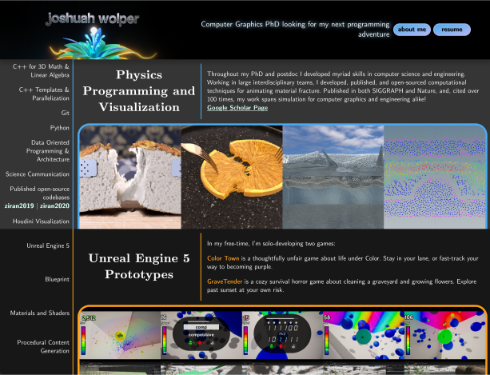 joshuah wolper
Computer Graphics PhD looking for my next programming
adventure
about me
resume
C++ for 3D Math &
Linear Algebra
C++ Templates &
Parallelization
Git
Python
Data Oriented
Programming &
Architecture
Science Communication
Published open-source
codebases
ziran2019 | ziran2020
Houdini Visualization
Physics
Programming and
Visualization
Throughout my PhD and postdoc I developed myriad skills in computer science and engineering.
Working in large interdisciplinary teams, I developed, published, and open-sourced computational
techniques for animating material fracture. Published in both SIGGRAPH and Nature, and, cited over
100 times, my work spans simulation for computer graphics and engineering alike!
Google Scholar Page
Unreal Engine 5
Blueprint
Materials and Shaders
Procedural Content
Generation
Unreal Engine 5
Prototypes
In my free-time, I'm solo-developing two games:
Color Town is a thoughtfully unfair game about life under Color. Stay in your lane, or fast-track your
way to becoming purple.
GraveTender is a cozy survival horror game about cleaning a graveyard and growing flowers. Explore
past sunset at your own risk.